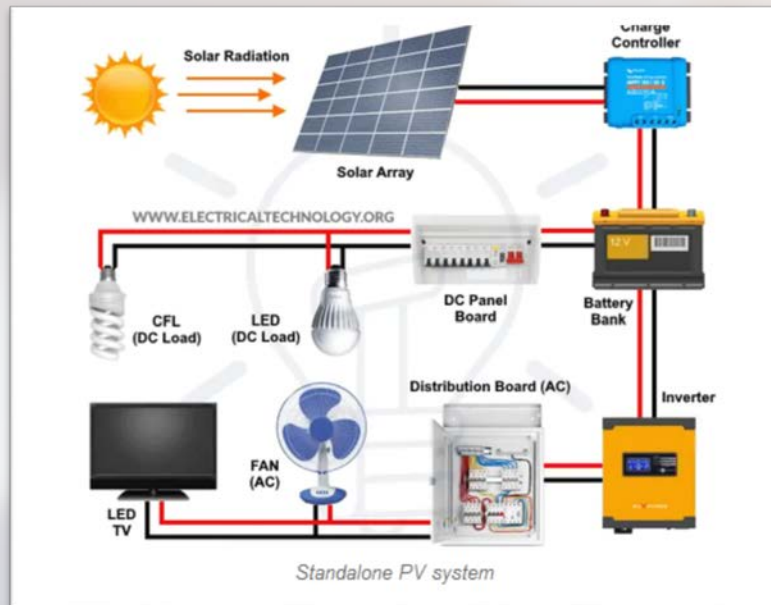 Charge
Controller
Solar Radiation
Solar Array
WWW.ELECTRICALTECHNOLOGY.ORG
12 V
CFL
(DC Load)
LED
(DC Load)
DC Panel
Board
Battery
Bank
Distribution Board (AC)
Inverter
FAN
(AC)
LED
TV
Standalone PV system